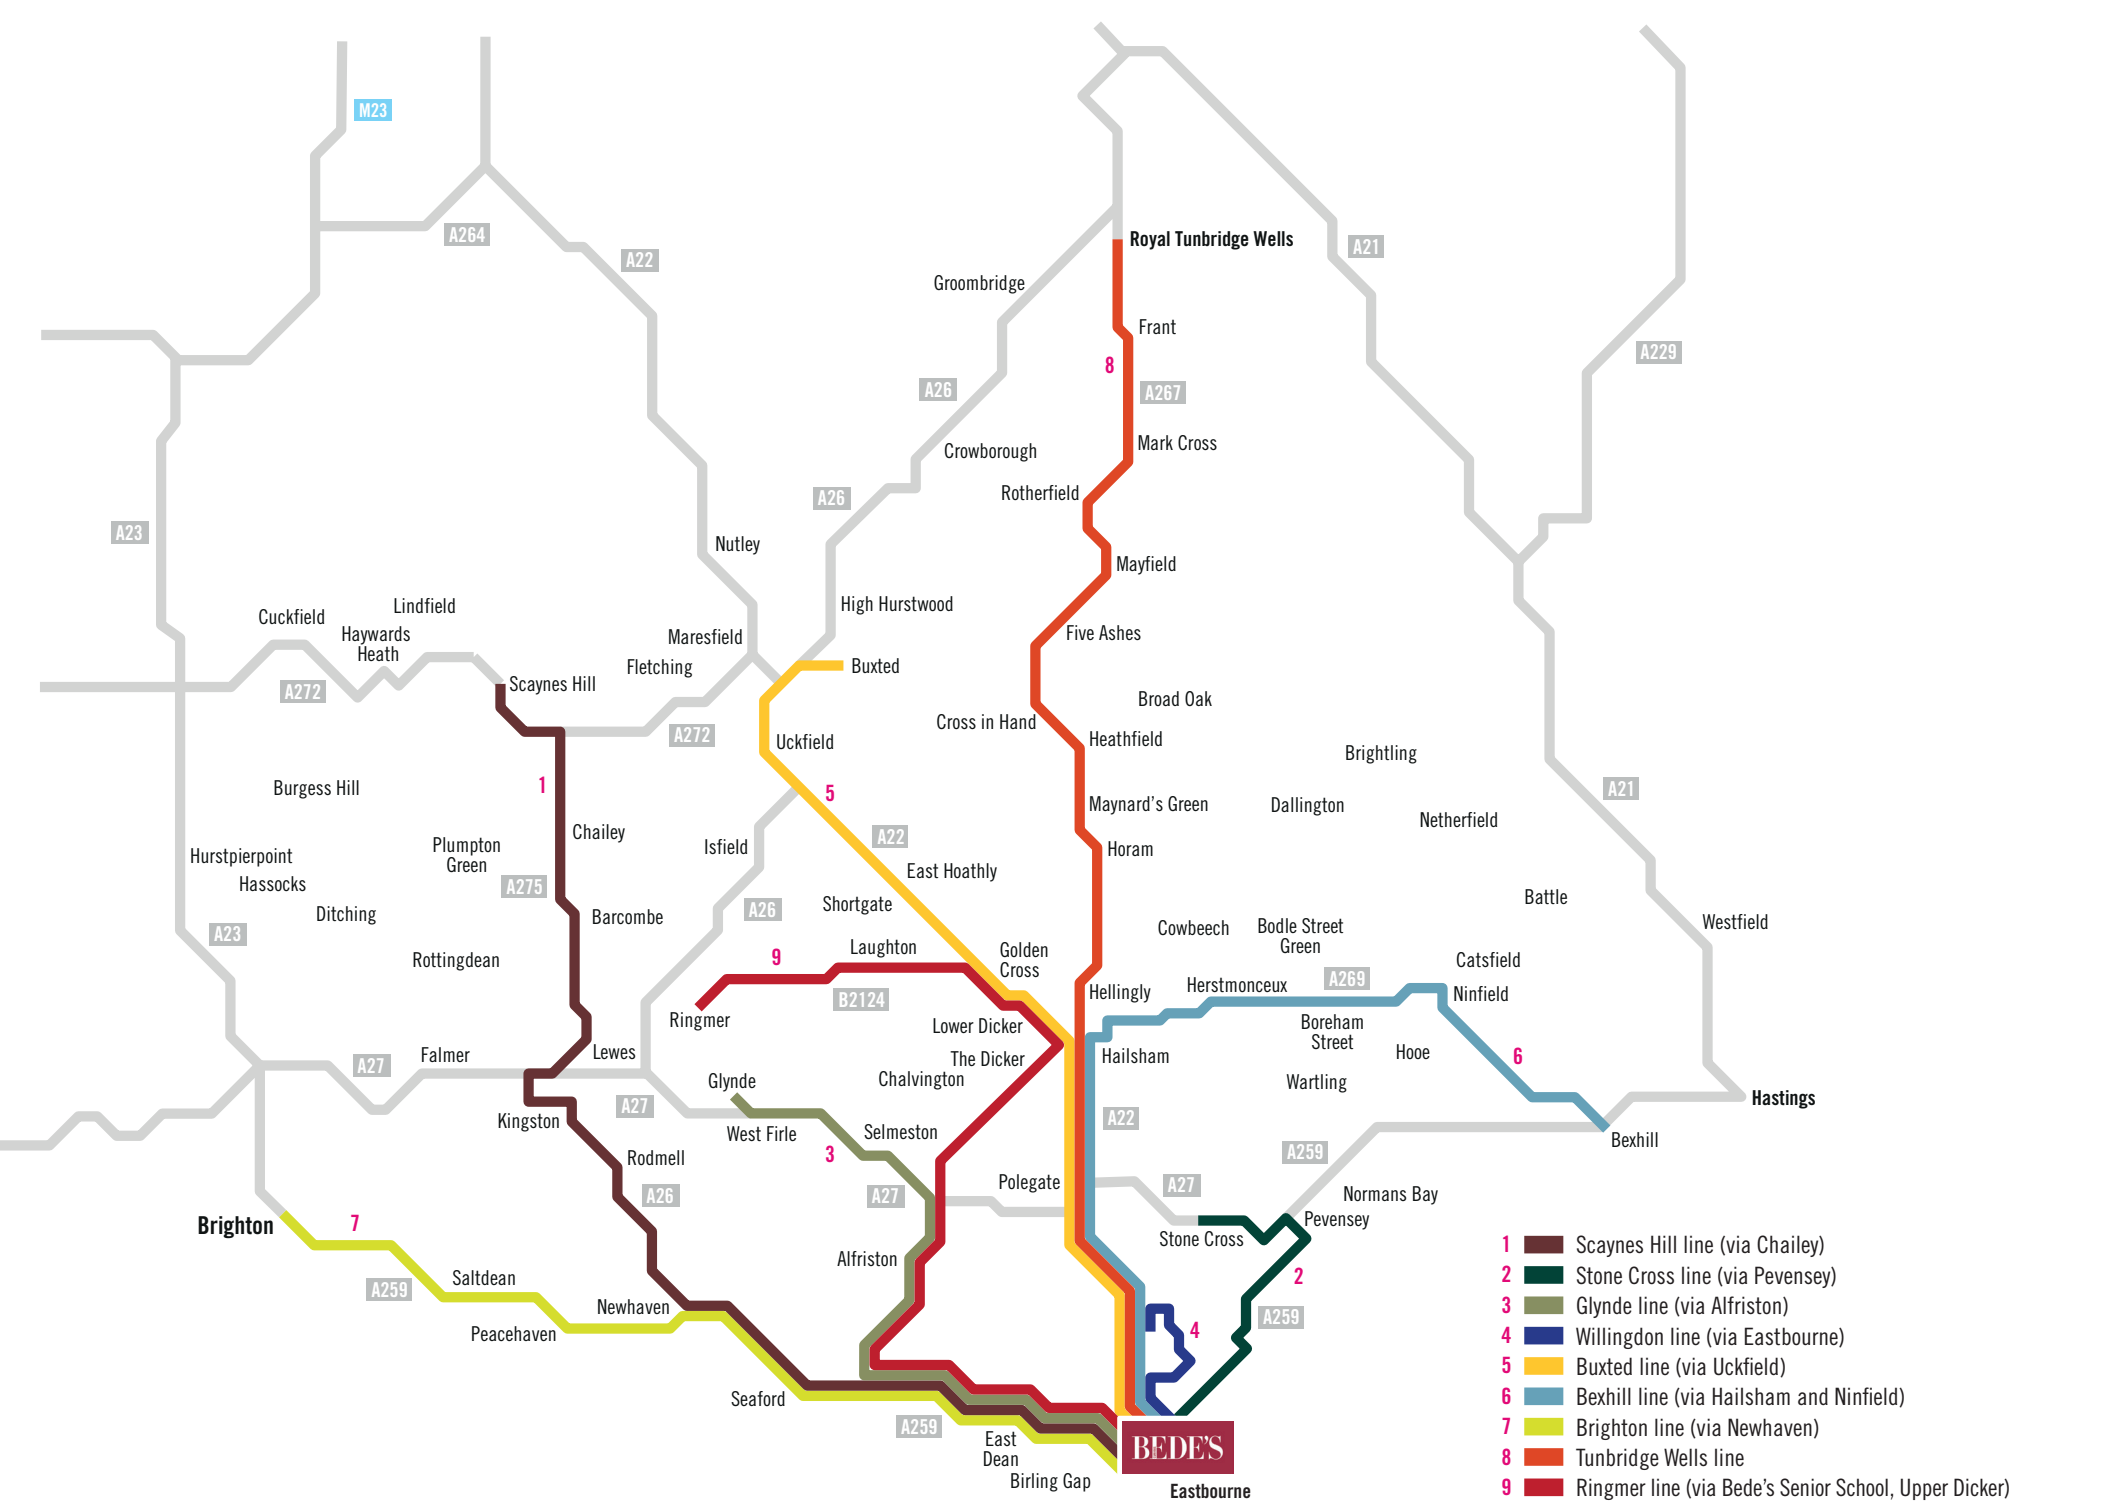 M23
A264
A22
Royal Tunbridge Wells
A21
Groombridge
Frant
A229
8
A26
A267
Mark Cross
Crowborough
Rotherfield
A26
A23
Nutley
Mayfield
High Hurstwood
Lindfield
Cuckfield
Haywards
Heath
Maresfield
Five Ashes
Fletching
Buxted
Scaynes Hill
A272
Broad Oak
Cross in Hand
A272
Uckfield
Heathfield
Brightling
1
Burgess Hill
5
A21
Maynard's Green
Dallington
Netherfield
Chailey
A22
Plumpton
Green
Isfield
Horam
Hurstpierpoint
East Hoathly
Hassocks
A275
Battle
Shortgate
A26
Ditching
Barcombe
Westfield
A23
Cowbeech
Bodle Street
Green
Laughton
Golden
Cross
9
Rottingdean
Catsfield
A269
Herstmonceux
Hellingly
Ninfield
B2124
Ringmer
Lower Dicker
Boreham
Street
Lewes
Falmer
A27
The Dicker
Hailsham
Hooe
6
Glynde
Chalvington
Wartling
Hastings
A27
A22
Kingston
West Firle
Selmeston
Bexhill
3
A259
Rodmell
A26
A27
Polegate
A27
Normans Bay
Brighton
7
Pevensey
Stone Cross
Alfriston
2
Saltdean
A259
Newhaven
Peacehaven
4
A259
Seaford
A259
East
Dean
Birling Gap
BEDE'S
Eastbourne
1 Scaynes Hill line (via Chailey)
2 Stone Cross line (via Pevensey)
3 Glynde line (via Alfriston)
4 Willingdon line (via Eastbourne)
5 Buxted line (via Uckfield)
6 Bexhill line (via Hailsham and Ninfield)
7 Brighton line (via Newhaven)
8 Tunbridge Wells line
9 Ringmer line (via Bede's Senior School, Upper Dicker)